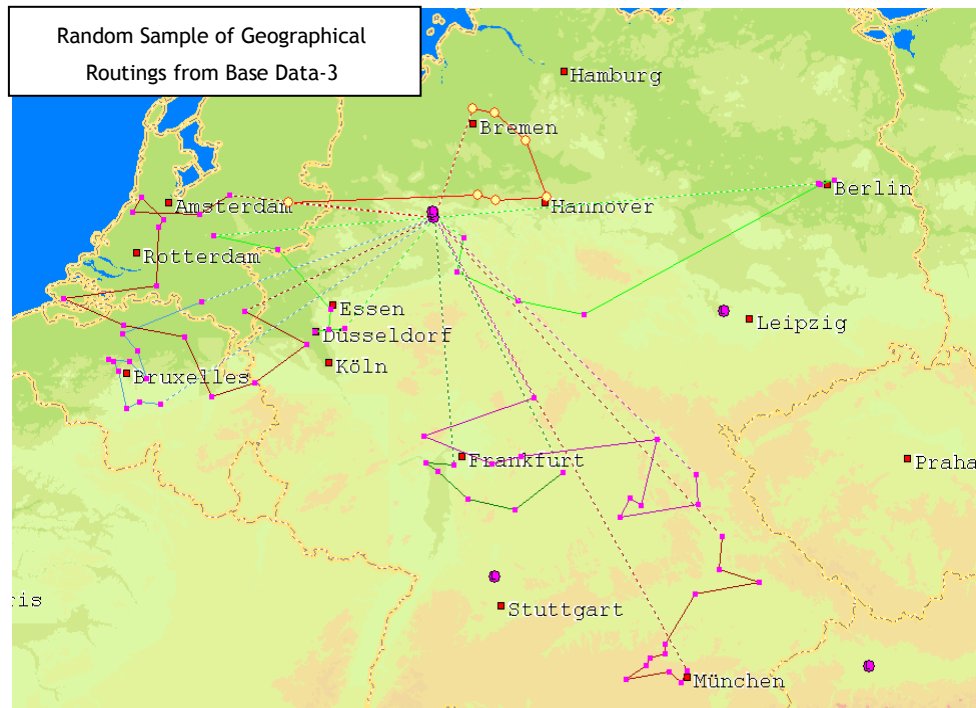 Random Sample of Geographical
Routings from Base Data-3
Hamburg
Bremen
Berlin
Amsterdam
Hannover
Rotterdam
Essen
Leipzig
Düsseldorf
Köln
Bruxelles
Frankfurt
Praha
ris
Stuttgart
München